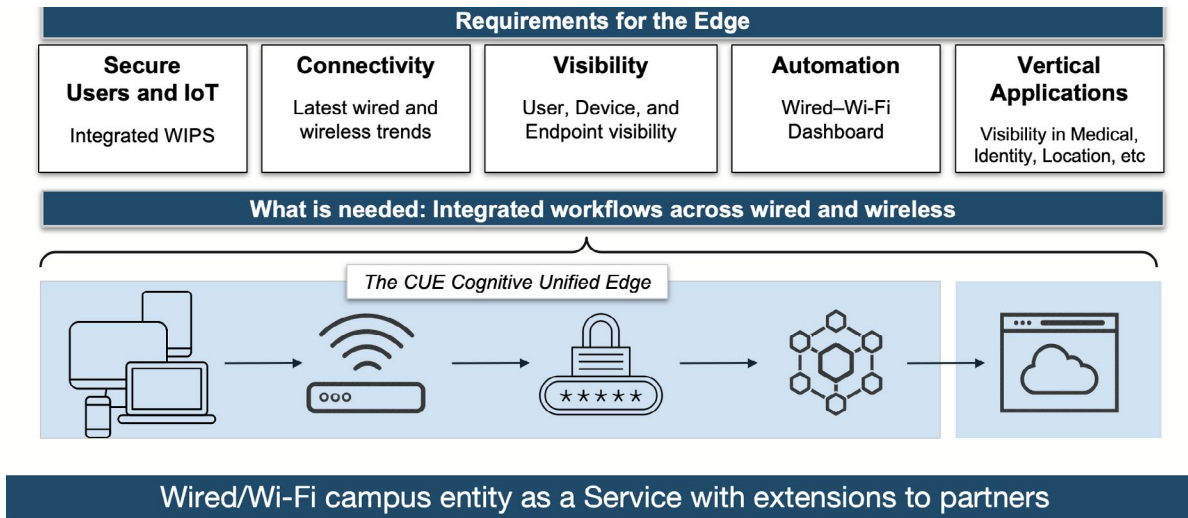 Requirements for the Edge
Secure
Users and IoT
Integrated WIPS
Connectivity
Latest wired and
wireless trends
Visibility
User, Device, and
Endpoint visibility
Automation
Wired–Wi-Fi
Dashboard
Vertical
Applications
Visibility in Medical,
Identity, Location, etc
What is needed: Integrated workflows across wired and wireless
The CUE Cognitive Unified Edge
*****
Wired/Wi-Fi campus entity as a Service with extensions to partners